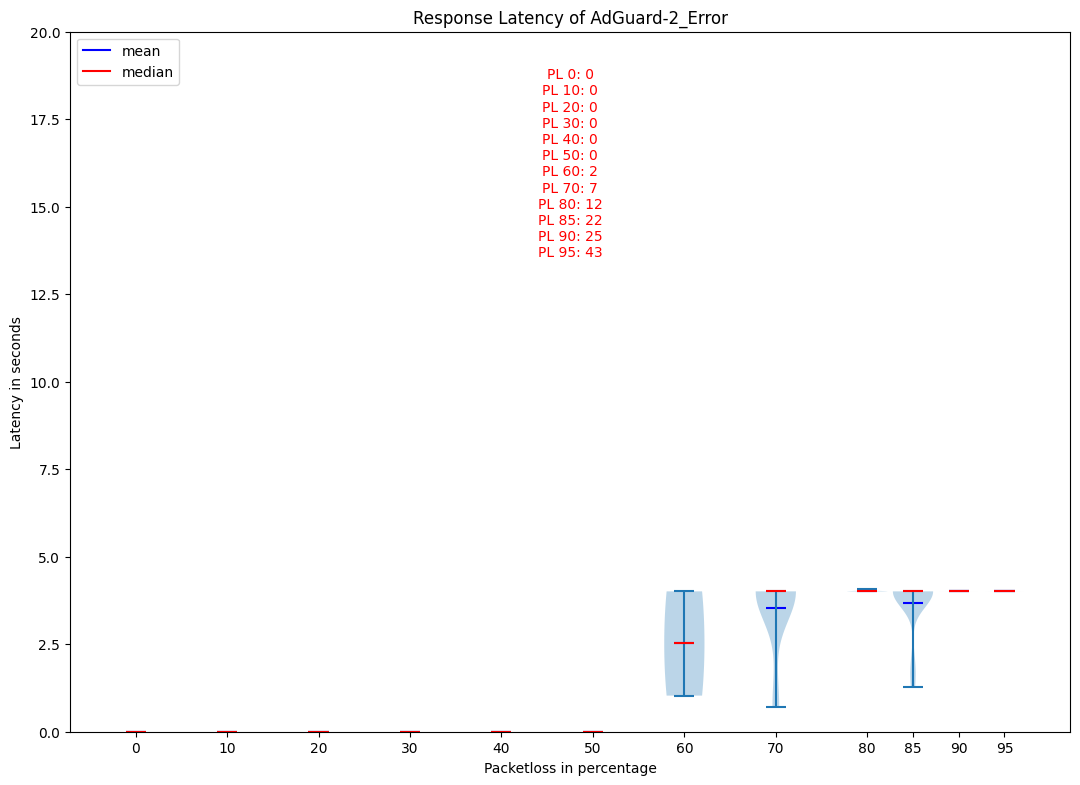 Response Latency of AdGuard-2_Error
mean
median
PL 0: 0
PL 10: 0
PL 20: 0
PL 30: 0
PL 40: 0
PL 50: 0
PL 60: 2
PL 70: 7
PL 80: 12
PL 85: 22
PL 90: 25
PL 95: 43
Latency in seconds
20.0
17.5
15.0
12.5
10.0
7.5
5.0
2.5
0.0
0 10 20 30 40 50 60 70 80 85 90 95
Packetloss in percentage